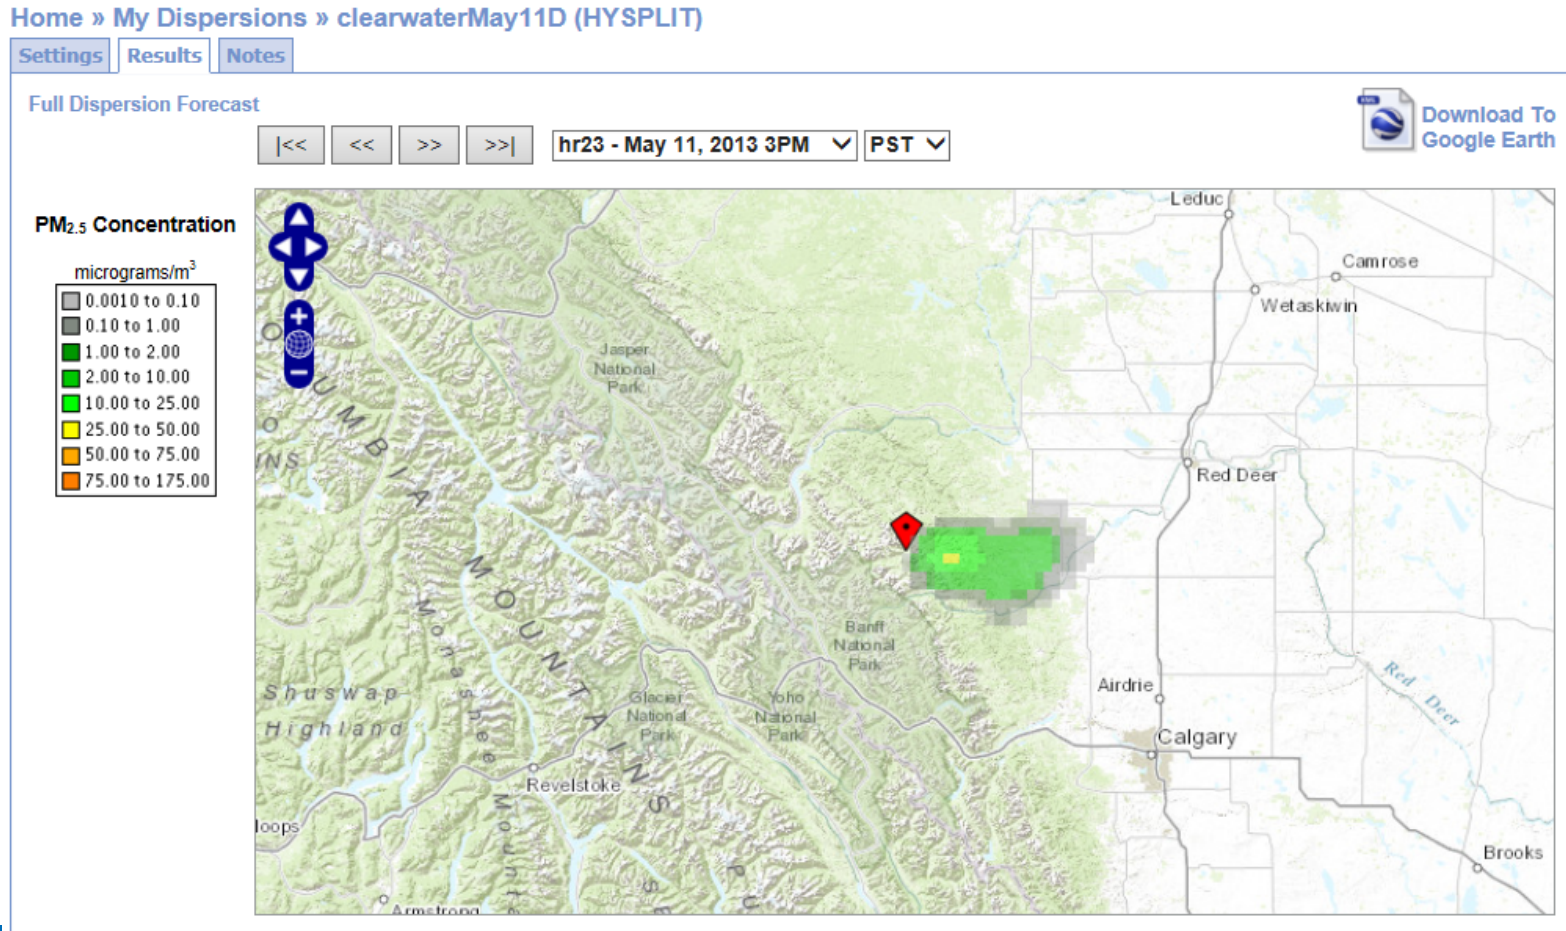 Home » My Dispersions » clearwaterMay11D (HYSPLIT)
Settings Results Notes
Full Dispersion Forecast
|<< << >> >>| hr23 - May 11, 2013 3PM PST
Download To
Google Earth
PM2.5 Concentration
micrograms/m³
0.0010 to 0.10
0.10 to 1.00
1.00 to 2.00
2.00 to 10.00
10.00 to 25.00
25.00 to 50.00
50.00 to 75.00
75.00 to 175.00
Leduc
Camrose
Wetaskiwin
Jasper
National
Park
O UMBIA
MOUNTAINS
O
INS
Red Deer
Banff
National
Park
Monashee Mounta
Shuswap
Highland
Glacier
National
Park
Yoho
National
Park
Airdrie
Calgary
Red Deer
Revelstoke
loops
Brooks
Armstrong